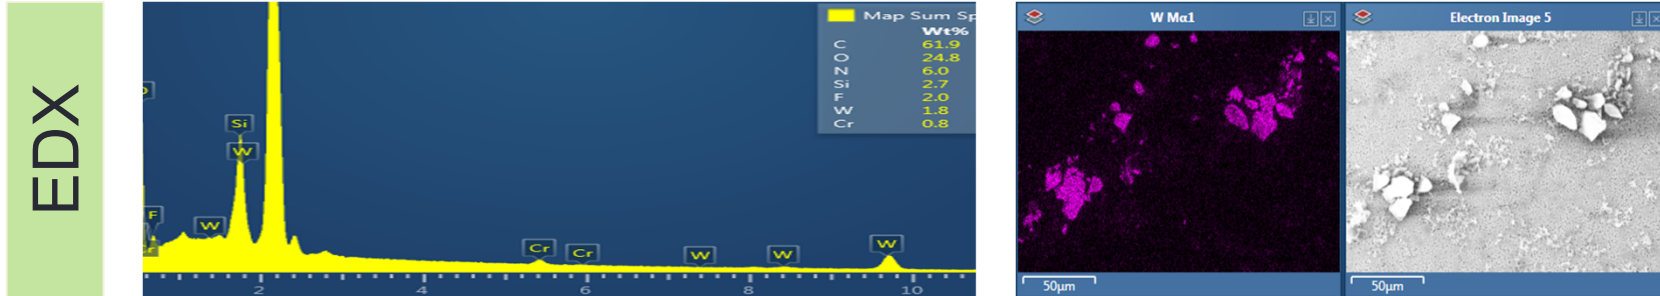 EDX
Map Sum Sp
Wt%
C 61.9
O 24.8
N 6.0
Si 2.7
F 2.0
W 1.8
Cr 0.8
Si
W
F
W
Cr
Cr
W
W
W
2 4 6 8 10
W Mα1
50μm
Electron Image 5
50μm